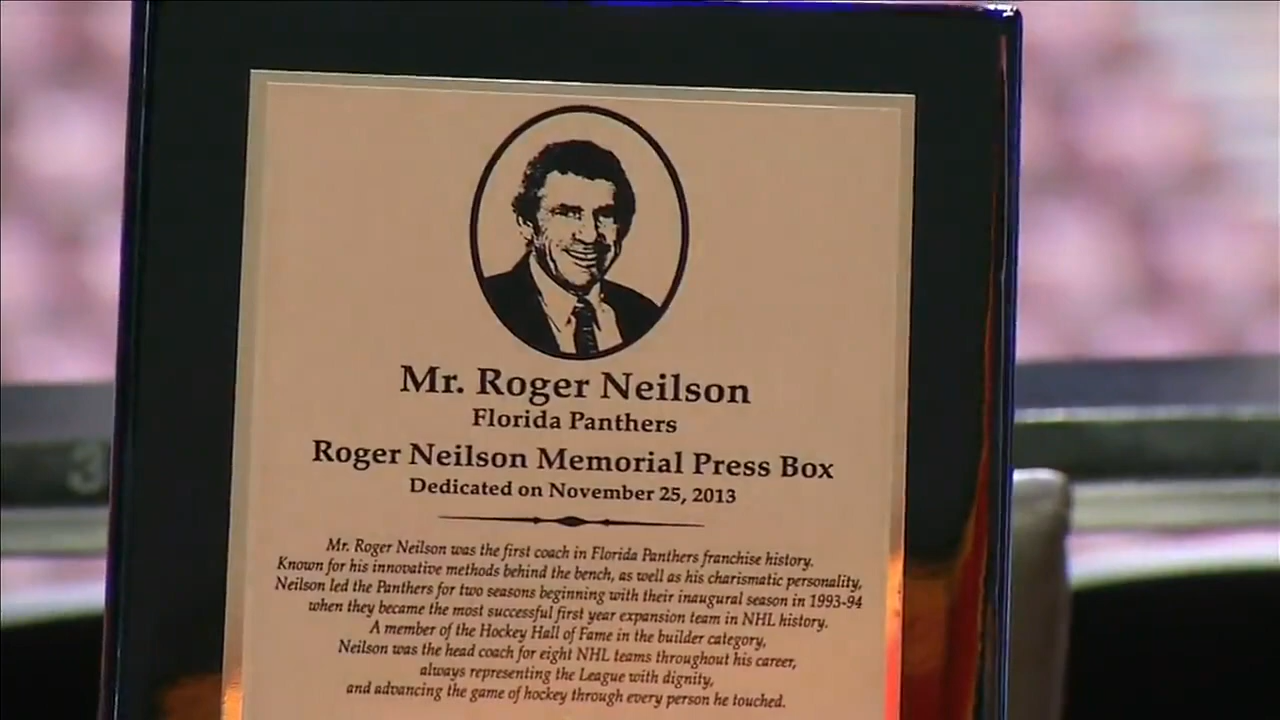 Mr. Roger Neilson
Florida Panthers
Roger Neilson Memorial Press Box
Dedicated on November 25, 2013
Mr. Roger Neilson was the first coach in Florida Panthers franchise history.
Known for his innovative methods behind the bench, as well as his charismatic personality,
Neilson led the Panthers for two seasons beginning with their inaugural season in 1993-94
when they became the most successful first year expansion team in NHL history.
A member of the Hockey Hall of Fame in the builder category,
Neilson was the head coach for eight NHL teams throughout his career,
always representing the League with dignity,
and advancing the game of hockey through every person he touched.
3